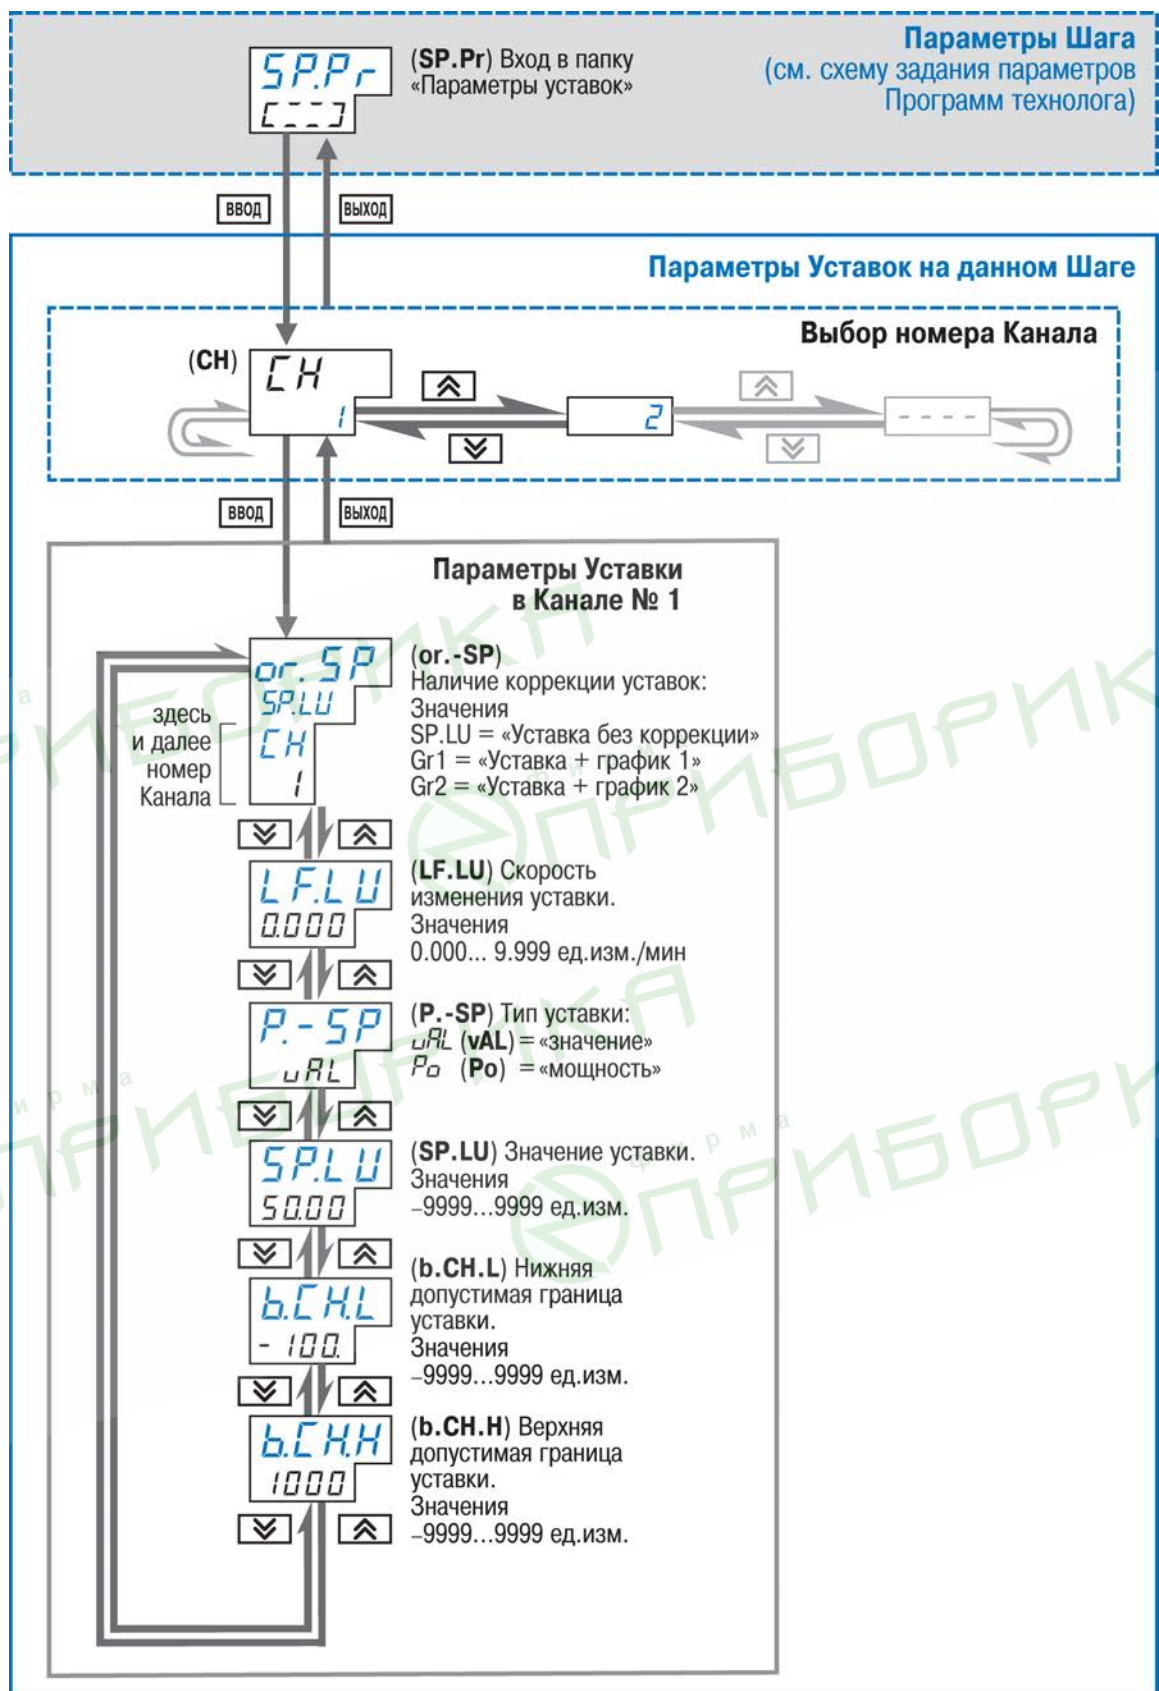 Параметры Шага
(см. схему задания параметров
Программ технолога)
SP.Pr
[---]
(SP.Pr) Вход в папку
«Параметры уставок»
ВВОД
ВЫХОД
Параметры Уставок на данном Шаге
Выбор номера Канала
(CH)
CH
1
2
- - - -
ВВОД
ВЫХОД
Параметры Уставки
в Канале № 1
or.SP
SP.LU
CH
1
здесь
и далее
номер
Канала
(or.-SP)
Наличие коррекции уставок:
Значения
SP.LU = «Уставка без коррекции»
Gr1 = «Уставка + график 1»
Gr2 = «Уставка + график 2»
LF.LU
0.000
(LF.LU) Скорость
изменения уставки.
Значения
0.000... 9.999 ед.изм./мин
P.-SP
vAL
(P.-SP) Тип уставки:
vAL (vAL) = «значение»
Po (Po) = «мощность»
SP.LU
50.00
(SP.LU) Значение уставки.
Значения
–9999...9999 ед.изм.
b.CH.L
-100.
(b.CH.L) Нижняя
допустимая граница
уставки.
Значения
–9999...9999 ед.изм.
b.CH.H
1000
(b.CH.H) Верхняя
допустимая граница
уставки.
Значения
–9999...9999 ед.изм.
фирма
ПРИБОРИКА